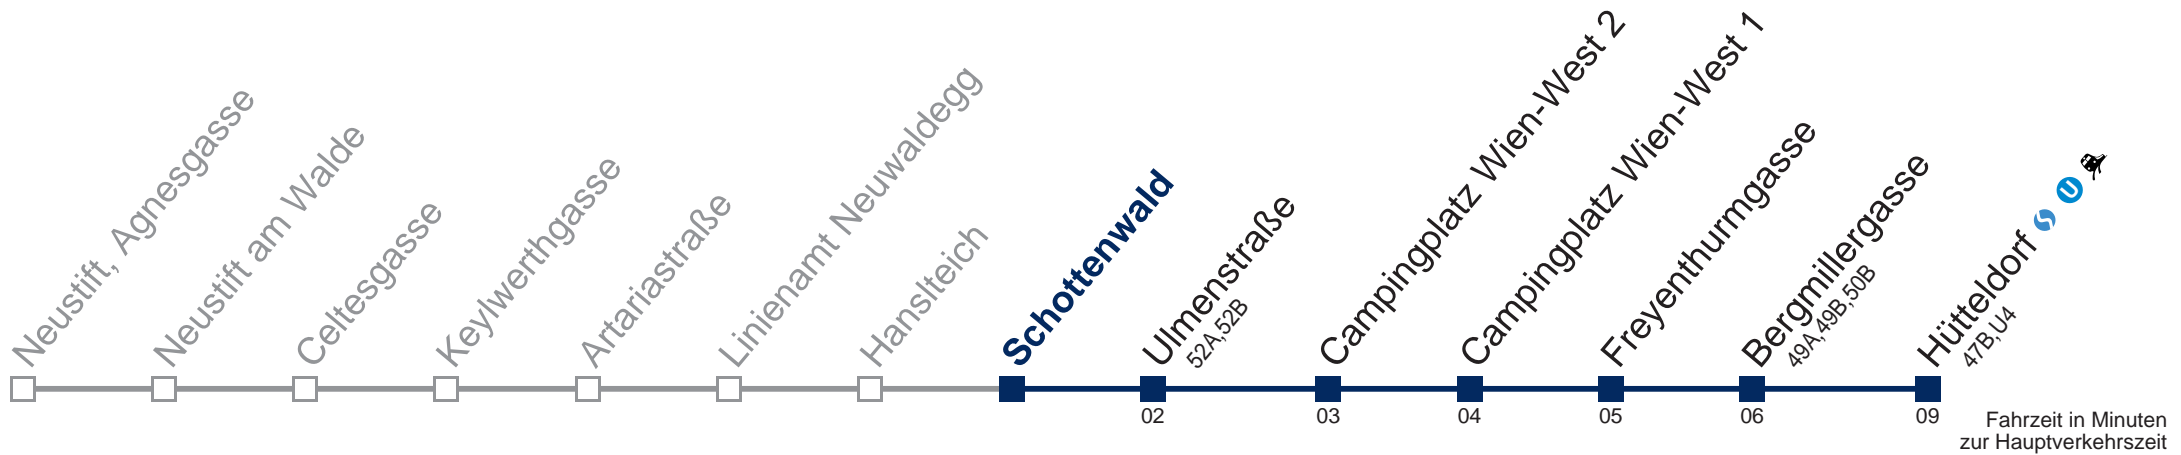 Neustift, Agnesgasse
Neustift am Walde
Celtesgasse
Keylwerthgasse
Artariastraße
Linienamt Neuwaldegg
Hanslteich
Schottenwald
Ulmenstraße
52A,52B
Campingplatz Wien-West 2
Campingplatz Wien-West 1
Freyenthurmgasse
Bergmillergasse
49A,49B,50B
Hütteldorf S U
47B,U4
02
03
04
05
06
09
Fahrzeit in Minuten
zur Hauptverkehrszeit